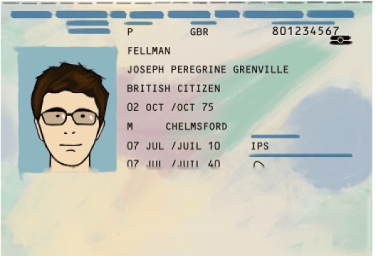 P GBR 801234567
FELLMAN
JOSEPH PEREGRINE GRENVILLE
BRITISH CITIZEN
02 OCT /OCT 75
M CHELMSFORD
07 JUL /JUIL 10 IPS
07 JUL /JUIL 40